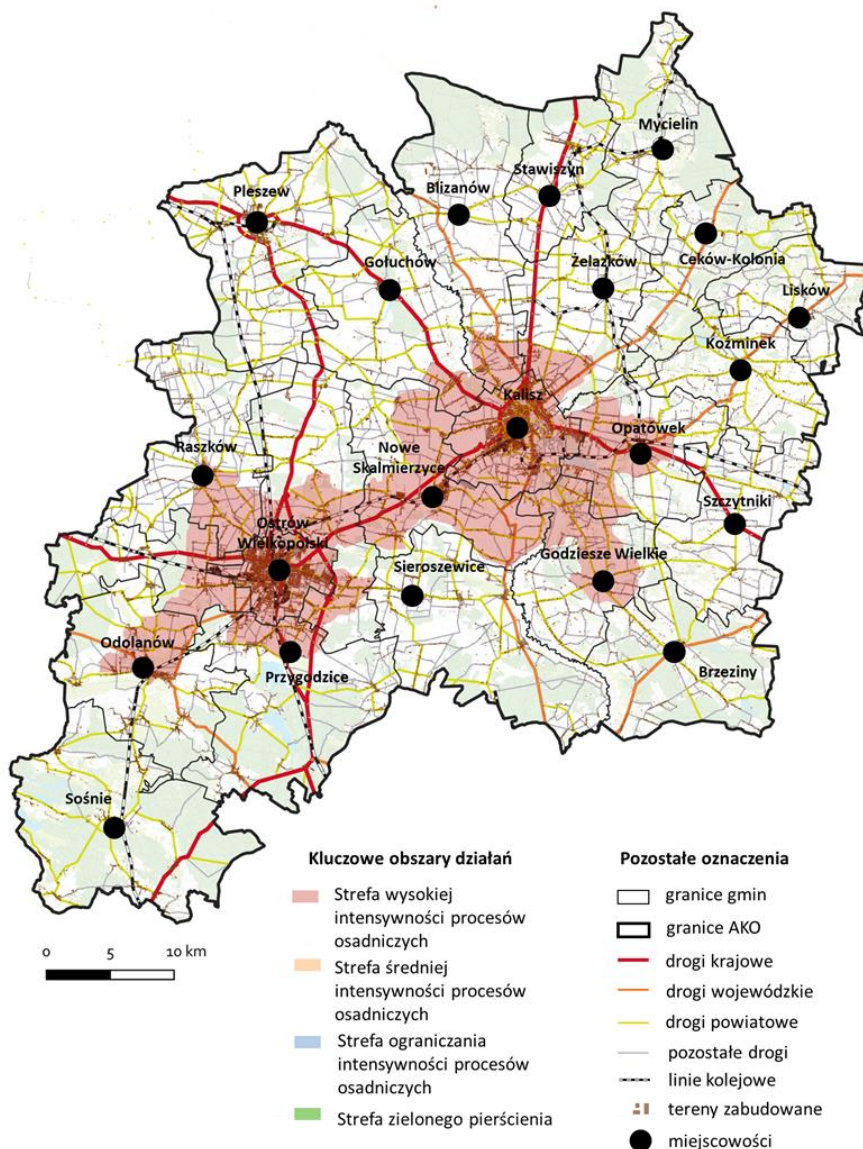 Mycielin
Stawiszyn
Blizanów
Pleszew
Gołuchów
Żelazków
Ceków-Kolonia
Lisków
Koźminek
Kalisz
Opatówek
Nowe
Skalmierzyce
Raszków
Szczytniki
Ostrów
Wielkopolski
Godziesze Wielkie
Sieroszewice
Odolanów
Przygodzice
Brzeziny
Sośnie
0 5 10 km
Kluczowe obszary działań
Strefa wysokiej
intensywności procesów
osadniczych
Strefa średniej
intensywności procesów
osadniczych
Strefa ograniczania
intensywności procesów
osadniczych
Strefa zielonego pierścienia
Pozostałe oznaczenia
granice gmin
granice AKO
drogi krajowe
drogi wojewódzkie
drogi powiatowe
pozostałe drogi
linie kolejowe
tereny zabudowane
miejscowości